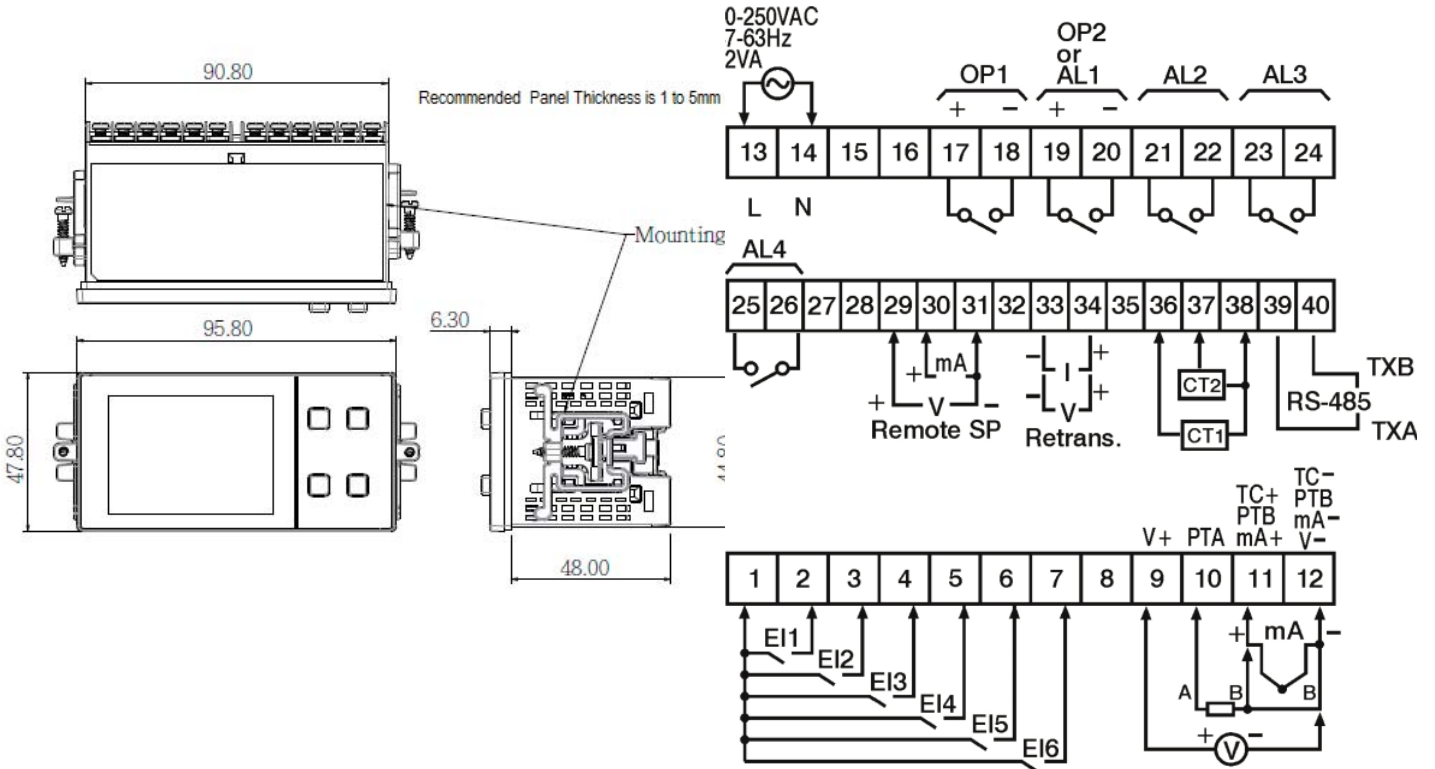 90.80
Recommended Panel Thickness is 1 to 5mm
Mounting
95.80
6.30
47.80
48.00
44.80
0-250VAC
7-63Hz
2VA
OP1
OP2
or
AL1
AL2
AL3
+ − + −
13 14 15 16 17 18 19 20 21 22 23 24
L N
AL4
25 26 27 28 29 30 31 32 33 34 35 36 37 38 39 40
+ mA
+ V −
Remote SP
− I +
− V +
Retrans.
CT2
CT1
TXB
RS-485
TXA
V+
PTA
TC+
PTB
mA+
TC−
PTB
mA−
V−
1 2 3 4 5 6 7 8 9 10 11 12
EI1
EI2
EI3
EI4
EI5
EI6
+ mA −
A B B
+ V −